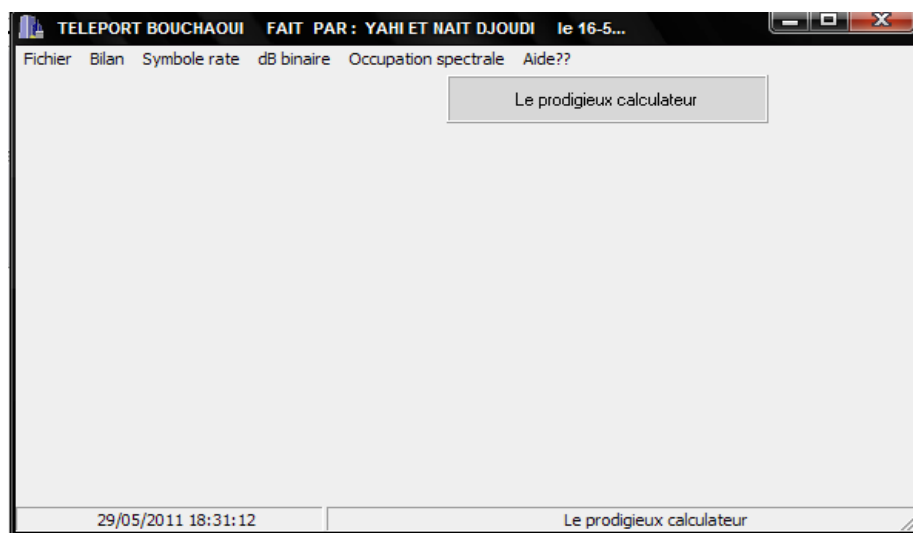 TELEPORT BOUCHAOUI FAIT PAR : YAHI ET NAIT DJOUDI le 16-5...
Fichier Bilan Symbole rate dB binaire Occupation spectrale Aide??
Le prodigieux calculateur
29/05/2011 18:31:12 Le prodigieux calculateur